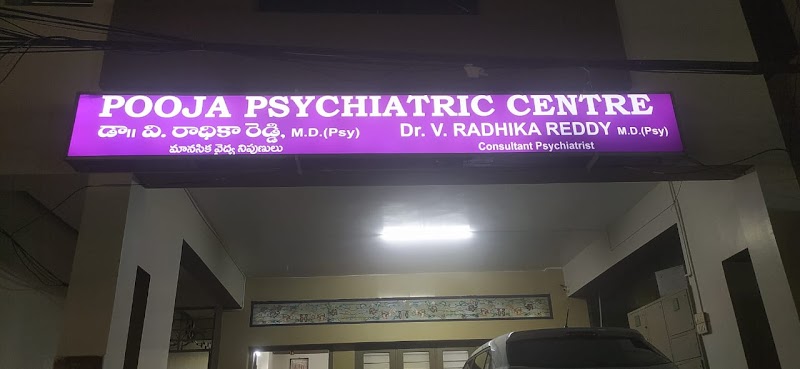 POOJA PSYCHIATRIC CENTRE
డా॥ వి. రాధికా రెడ్డి, M.D.(Psy)
మానసిక వైద్య నిపుణులు
Dr. V. RADHIKA REDDY M.D.(Psy)
Consultant Psychiatrist